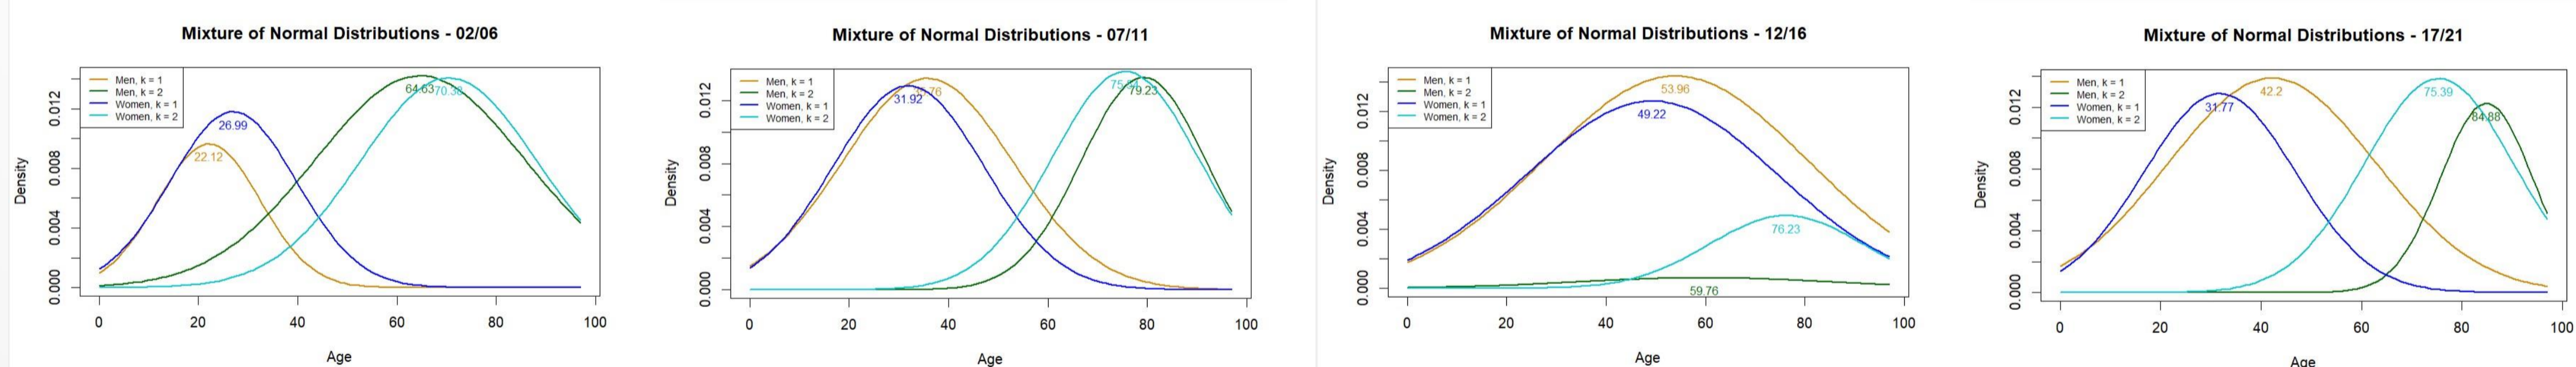 Mixture of Normal Distributions - 02/06
Men, k = 1
Men, k = 2
Women, k = 1
Women, k = 2
64.63
26.99
22.12
Density
0.000
0.004
0.008
0.012
0
20
40
60
80
100
Age
Mixture of Normal Distributions - 07/11
Men, k = 1
Men, k = 2
Women, k = 1
Women, k = 2
31.92
79.23
Density
0.000
0.004
0.008
0.012
0
20
40
60
80
100
Age
Mixture of Normal Distributions - 12/16
Men, k = 1
Men, k = 2
Women, k = 1
Women, k = 2
53.96
49.22
76.23
59.76
Density
0.000
0.004
0.008
0.012
0
20
40
60
80
100
Age
Mixture of Normal Distributions - 17/21
Men, k = 1
Men, k = 2
Women, k = 1
Women, k = 2
31.77
42.2
75.39
84.88
Density
0.000
0.004
0.008
0.012
0
20
40
60
80
100
Age